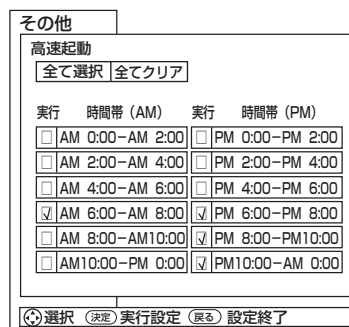 その他
高速起動
全て選択 全てクリア
実行 時間帯（AM） 実行 時間帯（PM）
□ AM 0:00－AM 2:00 □ PM 0:00－PM 2:00
□ AM 2:00－AM 4:00 □ PM 2:00－PM 4:00
□ AM 4:00－AM 6:00 □ PM 4:00－PM 6:00
☑ AM 6:00－AM 8:00 ☑ PM 6:00－PM 8:00
□ AM 8:00－AM10:00 ☑ PM 8:00－PM10:00
□ AM10:00－PM 0:00 ☑ PM10:00－AM 0:00
選択 決定 実行設定 戻る 設定終了